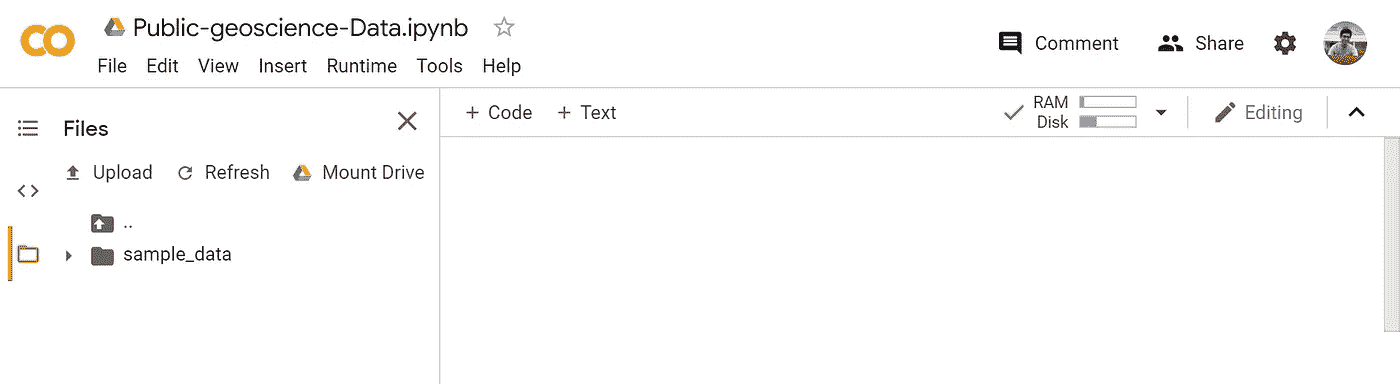 Public-geoscience-Data.ipynb
File Edit View Insert Runtime Tools Help
Comment Share
Files
Upload Refresh Mount Drive
..
sample_data
+ Code + Text
RAM
Disk
Editing